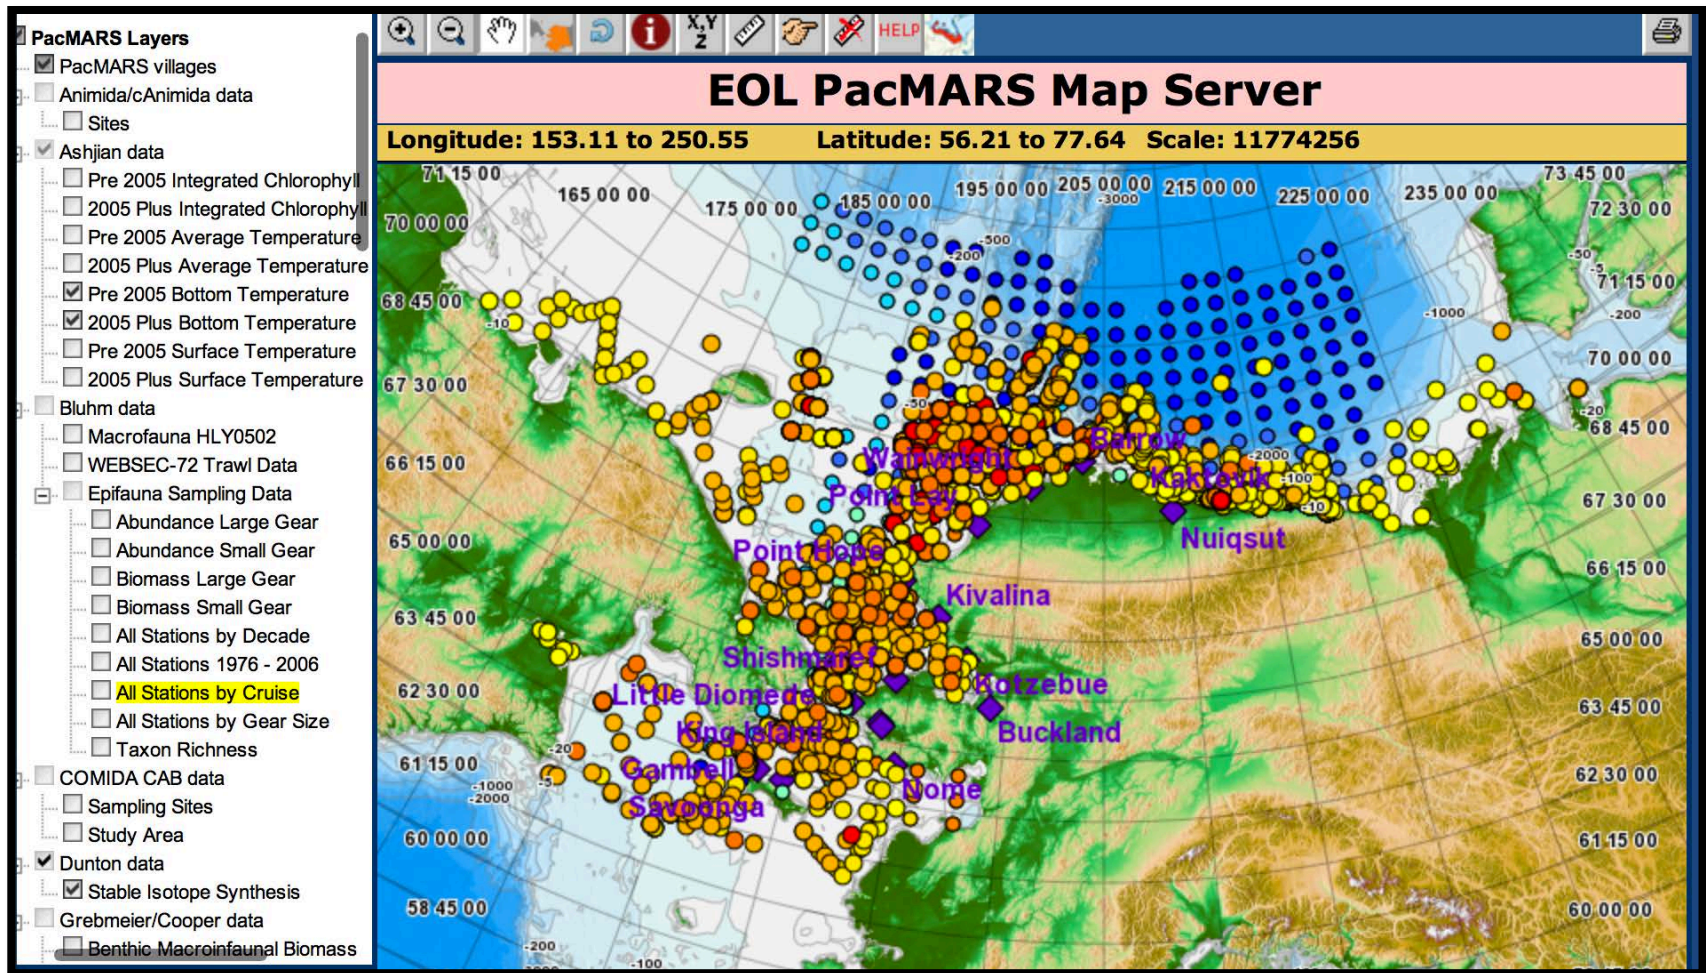 PacMARS Layers
PacMARS villages
Animida/cAnimida data
Sites
Ashjian data
Pre 2005 Integrated Chlorophyll
2005 Plus Integrated Chlorophyll
Pre 2005 Average Temperature
2005 Plus Average Temperature
Pre 2005 Bottom Temperature
2005 Plus Bottom Temperature
Pre 2005 Surface Temperature
2005 Plus Surface Temperature
Bluhm data
Macrofauna HLY0502
WEBSEC-72 Trawl Data
Epifauna Sampling Data
Abundance Large Gear
Abundance Small Gear
Biomass Large Gear
Biomass Small Gear
All Stations by Decade
All Stations 1976 - 2006
All Stations by Cruise
All Stations by Gear Size
Taxon Richness
COMIDA CAB data
Sampling Sites
Study Area
Dunton data
Stable Isotope Synthesis
Grebmeier/Cooper data
Benthic Macroinfaunal Biomass
i
X,Y
Z
HELP
EOL PacMARS Map Server
Longitude: 153.11 to 250.55 Latitude: 56.21 to 77.64 Scale: 11774256
71 15 00
165 00 00
175 00 00
185 00 00
195 00 00
205 00 00
215 00 00
225 00 00
235 00 00
73 45 00
-3000
72 30 00
70 00 00
-500
-200
-50
-5
71 15 00
68 45 00
-10
-1000
-200
70 00 00
67 30 00
-50
-20
68 45 00
Barrow
Wainwright
-2000
66 15 00
Kaktovik
-100
Point Lay
-10
67 30 00
65 00 00
Point Hope
Nuiqsut
66 15 00
Kivalina
63 45 00
65 00 00
Shishmaref
Kotzebue
62 30 00
Little Diomede
63 45 00
King Island
Buckland
-20
61 15 00
Gambell
62 30 00
-1000
-5
-2000
Nome
Savoonga
60 00 00
61 15 00
58 45 00
60 00 00
-200
-100